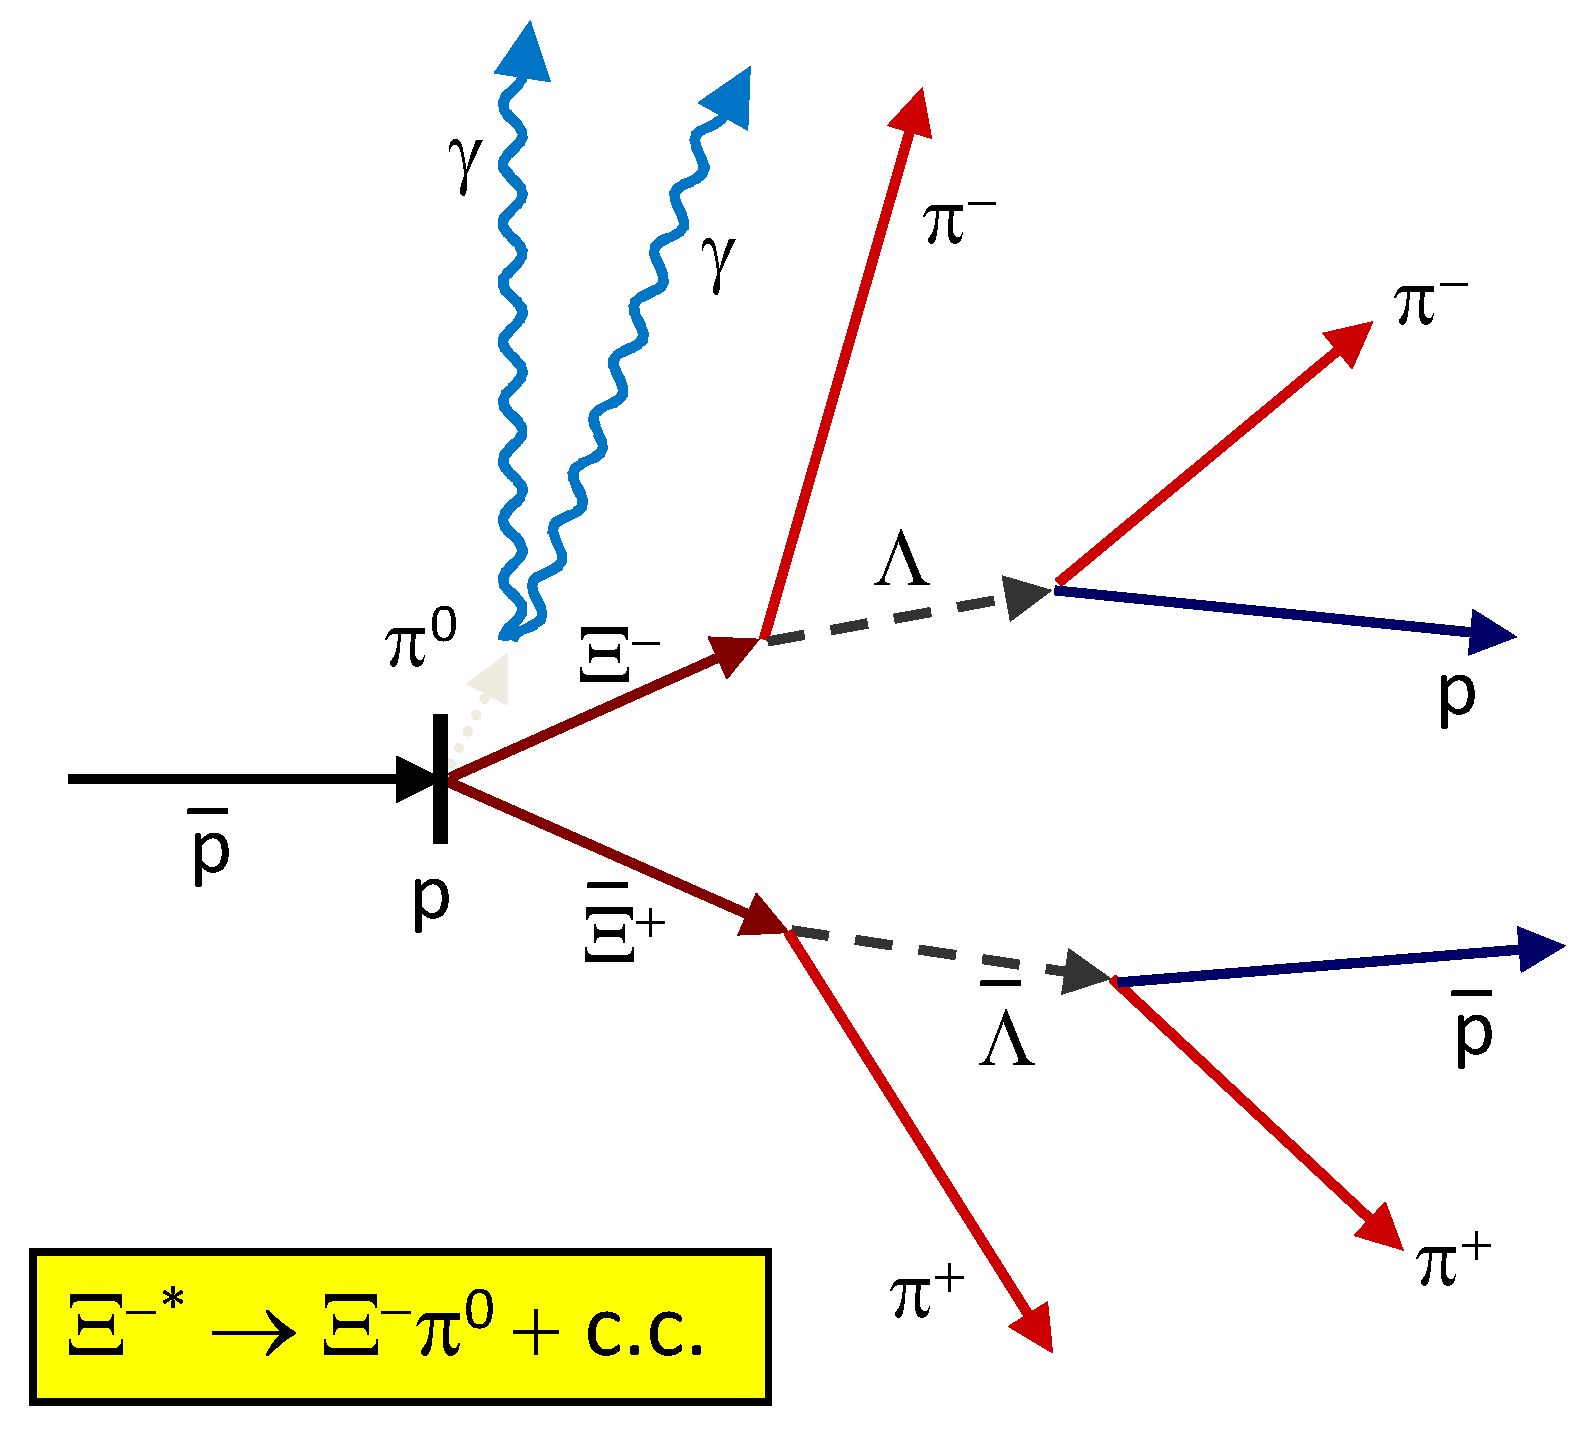 γ
γ
π⁻
π⁻
Λ
π⁰
Ξ⁻
p
p̅
p
Ξ̅⁺
Λ̅
p̅
π⁺
π⁺
Ξ⁻* → Ξ⁻π⁰ + c.c.